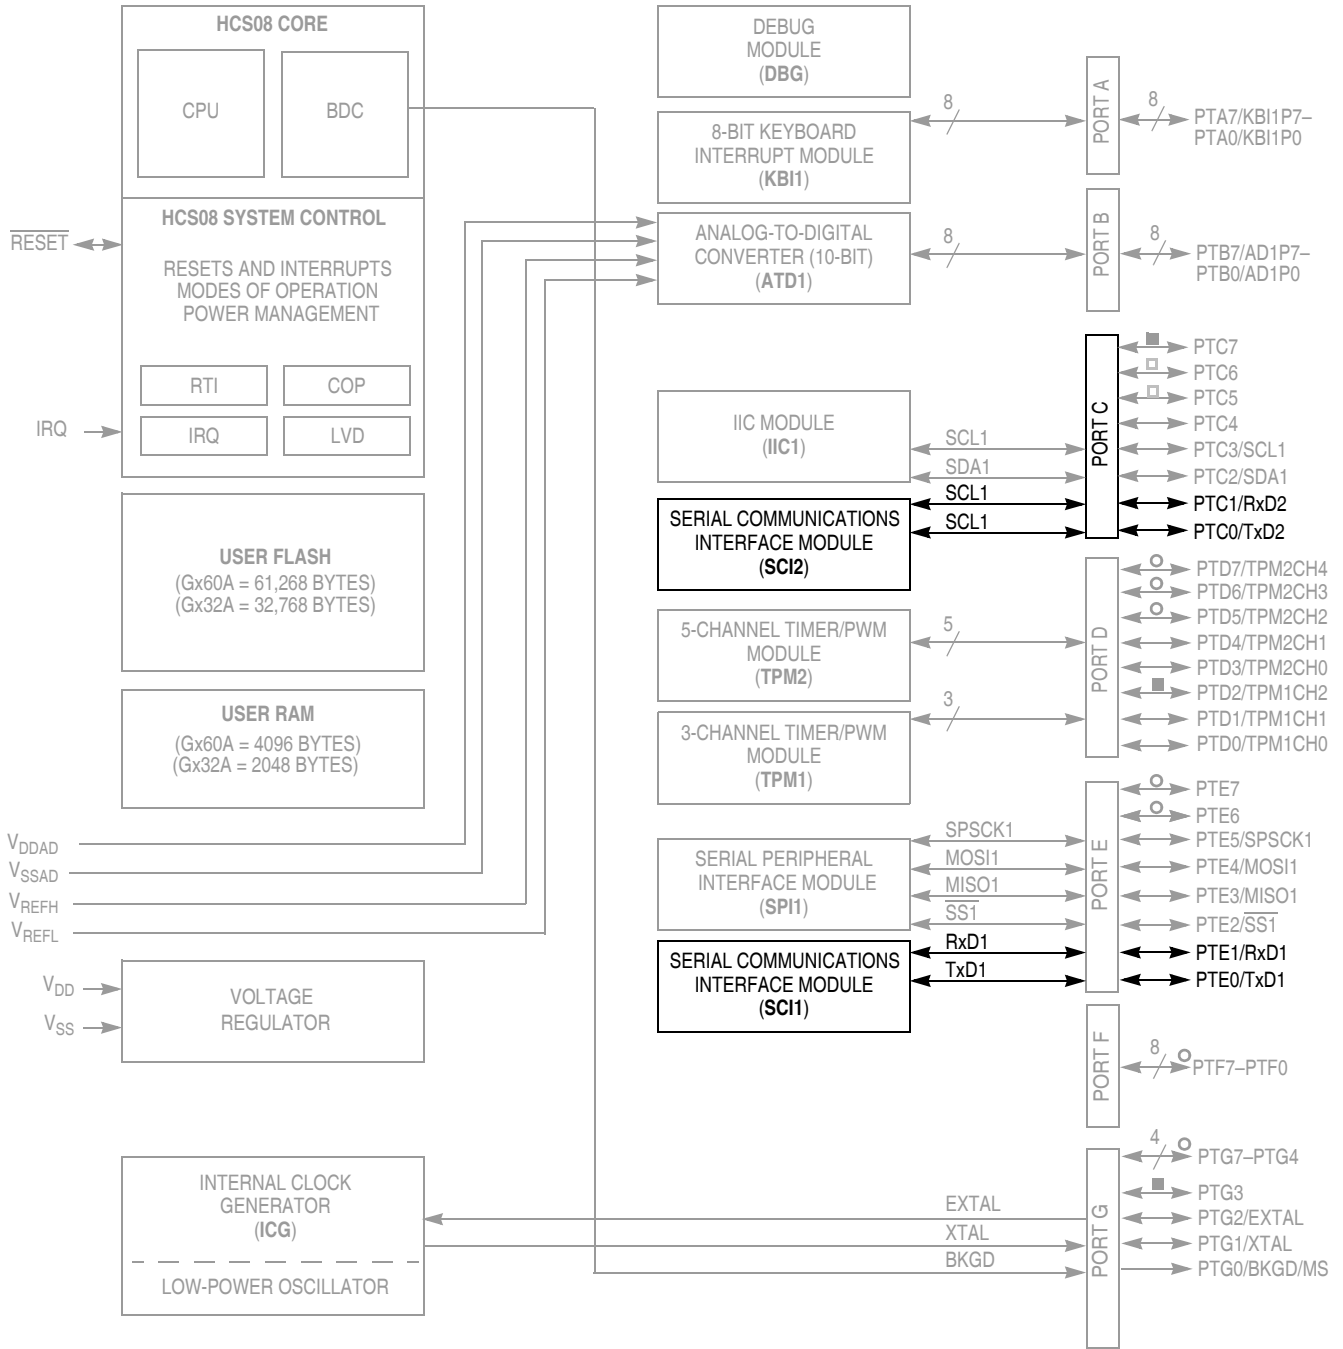 HCS08 CORE
CPU
BDC
HCS08 SYSTEM CONTROL
RESET
RESETS AND INTERRUPTS
MODES OF OPERATION
POWER MANAGEMENT
RTI
COP
IRQ
IRQ
LVD
USER FLASH
(Gx60A = 61,268 BYTES)
(Gx32A = 32,768 BYTES)
USER RAM
(Gx60A = 4096 BYTES)
(Gx32A = 2048 BYTES)
VDDAD
VSSAD
VREFH
VREFL
VDD
VSS
VOLTAGE
REGULATOR
INTERNAL CLOCK
GENERATOR
(ICG)
LOW-POWER OSCILLATOR
DEBUG
MODULE
(DBG)
8-BIT KEYBOARD
INTERRUPT MODULE
(KBI1)
ANALOG-TO-DIGITAL
CONVERTER (10-BIT)
(ATD1)
IIC MODULE
(IIC1)
SERIAL COMMUNICATIONS
INTERFACE MODULE
(SCI2)
5-CHANNEL TIMER/PWM
MODULE
(TPM2)
3-CHANNEL TIMER/PWM
MODULE
(TPM1)
SERIAL PERIPHERAL
INTERFACE MODULE
(SPI1)
SERIAL COMMUNICATIONS
INTERFACE MODULE
(SCI1)
8
8
SCL1
SDA1
SCL1
SCL1
5
3
SPSCK1
MOSI1
MISO1
SS1
RxD1
TxD1
EXTAL
XTAL
BKGD
PORT A
8
PTA7/KBI1P7–
PTA0/KBI1P0
PORT B
8
PTB7/AD1P7–
PTB0/AD1P0
PORT C
PTC7
PTC6
PTC5
PTC4
PTC3/SCL1
PTC2/SDA1
PTC1/RxD2
PTC0/TxD2
PORT D
PTD7/TPM2CH4
PTD6/TPM2CH3
PTD5/TPM2CH2
PTD4/TPM2CH1
PTD3/TPM2CH0
PTD2/TPM1CH2
PTD1/TPM1CH1
PTD0/TPM1CH0
PORT E
PTE7
PTE6
PTE5/SPSCK1
PTE4/MOSI1
PTE3/MISO1
PTE2/SS1
PTE1/RxD1
PTE0/TxD1
PORT F
8
PTF7–PTF0
PORT G
4
PTG7–PTG4
PTG3
PTG2/EXTAL
PTG1/XTAL
PTG0/BKGD/MS